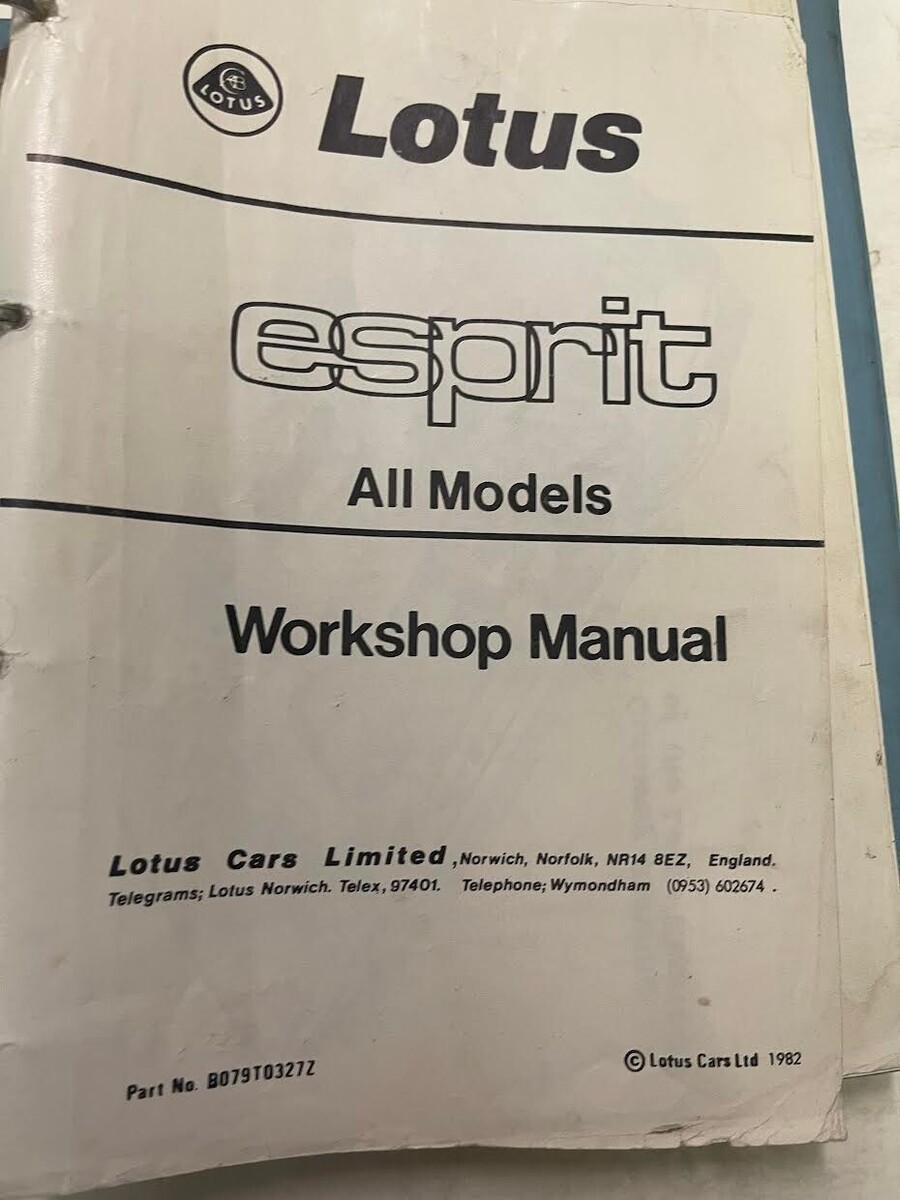 LOTUS
Lotus
esprit
All Models
Workshop Manual
Lotus Cars Limited, Norwich, Norfolk, NR14 8EZ, England.
Telegrams; Lotus Norwich. Telex, 97401. Telephone; Wymondham (0953) 602674 .
Part No. B079T0327Z
© Lotus Cars Ltd 1982